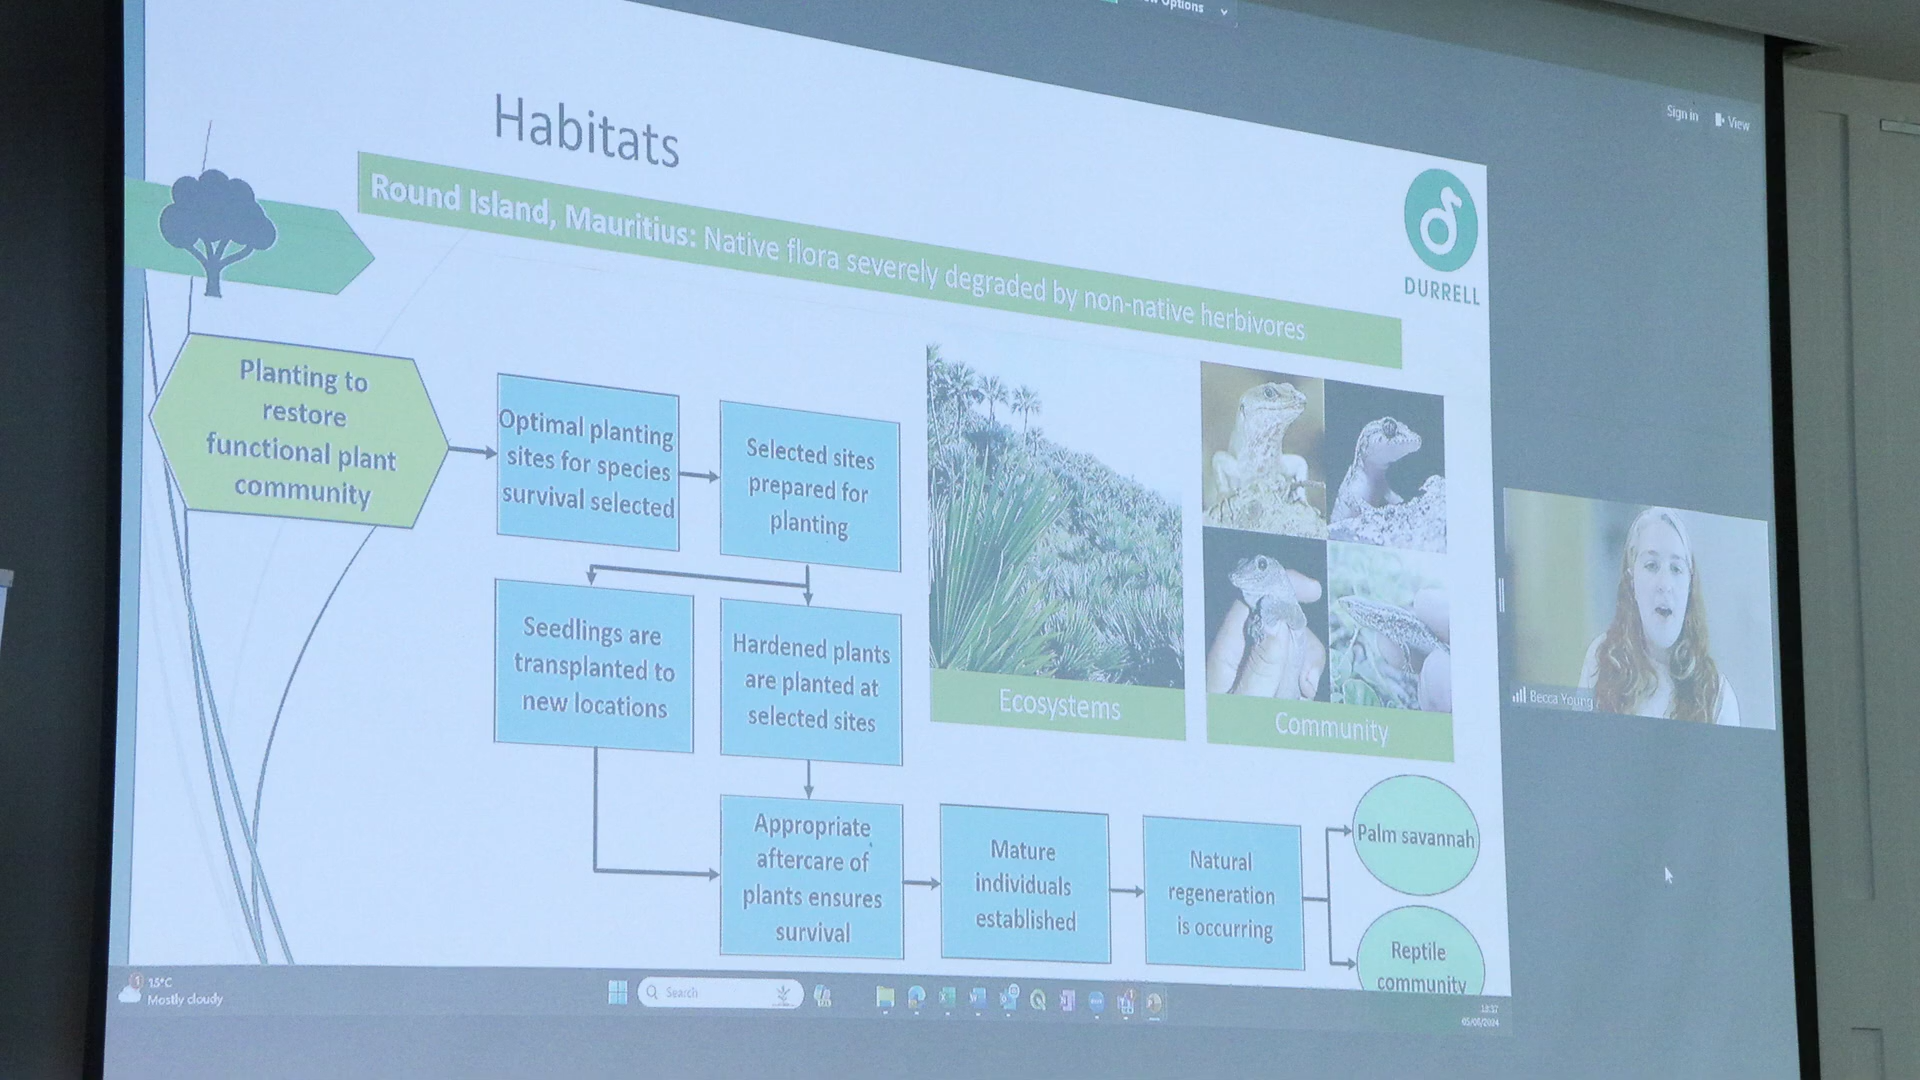 Options
Sign in
View
Habitats
DURRELL
Round Island, Mauritius: Native flora severely degraded by non-native herbivores
Planting to
restore
functional plant
community
Optimal planting
sites for species
survival selected
Selected sites
prepared for
planting
Seedlings are
transplanted to
new locations
Hardened plants
are planted at
selected sites
Ecosystems
Community
Becca Young
Appropriate
aftercare of
plants ensures
survival
Mature
individuals
established
Natural
regeneration
is occurring
Palm savannah
Reptile
community
1
15°C
Mostly cloudy
Search
05/06/2024